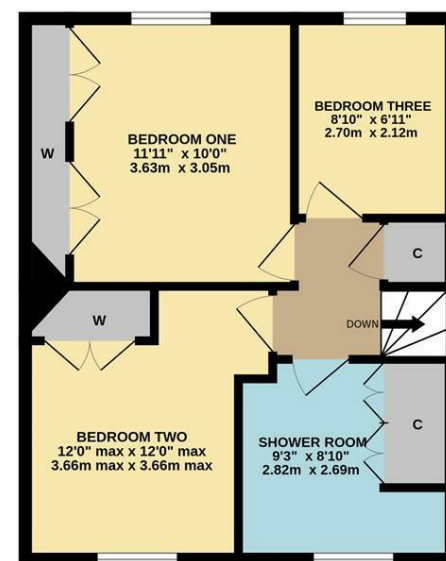 BEDROOM ONE
11'11" x 10'0"
3.63m x 3.05m
W
BEDROOM THREE
8'10" x 6'11"
2.70m x 2.12m
C
W
DOWN
BEDROOM TWO
12'0" max x 12'0" max
3.66m max x 3.66m max
SHOWER ROOM
9'3" x 8'10"
2.82m x 2.69m
C